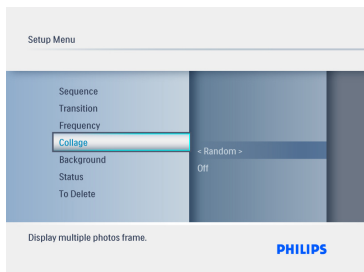 Setup Menu
Sequence
Transition
Frequency
Collage
< Random >
Background
Off
Status
To Delete
Display multiple photos frame.
PHILIPS